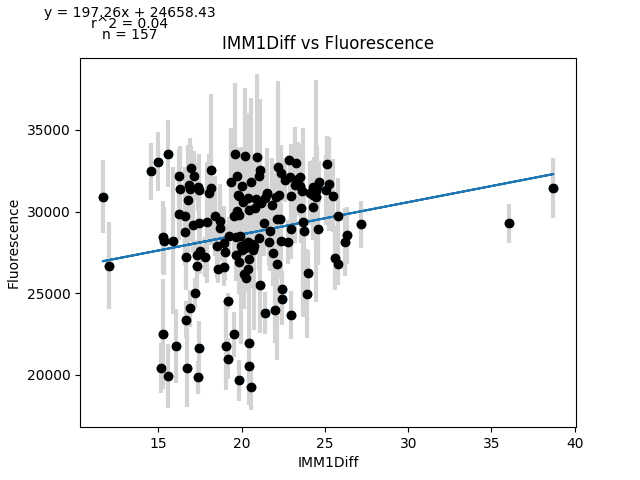 y = 197.26x + 24658.43
r^2 = 0.04
n = 157
IMM1Diff vs Fluorescence
35000
30000
25000
20000
Fluorescence
15
20
25
30
35
40
IMM1Diff